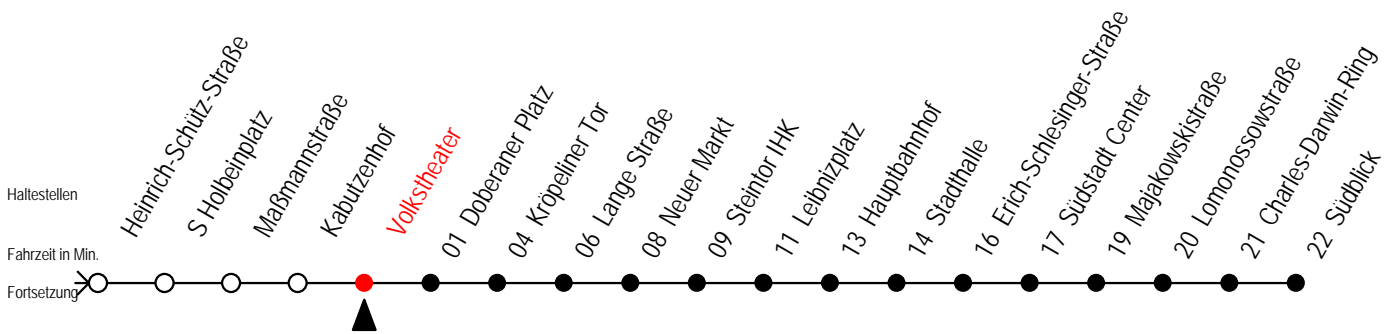 Haltestellen
Fahrzeit in Min.
Fortsetzung
Heinrich-Schütz-Straße
S Holbeinplatz
Maßmannstraße
Kabutzenhof
Volkstheater
01 Doberaner Platz
04 Kröpeliner Tor
06 Lange Straße
08 Neuer Markt
09 Steintor IHK
11 Leibnizplatz
13 Hauptbahnhof
14 Stadthalle
16 Erich-Schlesinger-Straße
17 Südstadt Center
19 Majakowskistraße
20 Lomonossowstraße
21 Charles-Darwin-Ring
22 Südblick